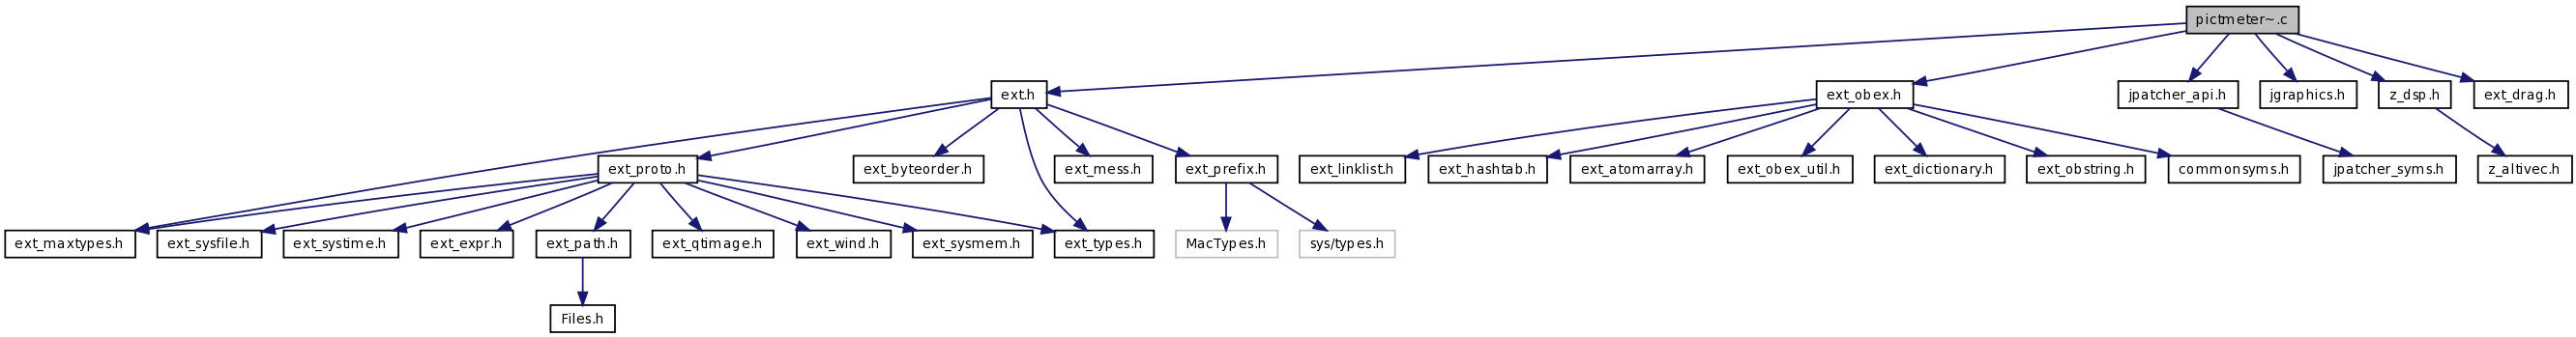 pictmeter~.c
ext.h
ext_obex.h
jpatcher_api.h
jgraphics.h
z_dsp.h
ext_drag.h
ext_proto.h
ext_byteorder.h
ext_mess.h
ext_prefix.h
ext_linklist.h
ext_hashtab.h
ext_atomarray.h
ext_obex_util.h
ext_dictionary.h
ext_obstring.h
commonsyms.h
jpatcher_syms.h
z_altivec.h
ext_maxtypes.h
ext_sysfile.h
ext_systime.h
ext_expr.h
ext_path.h
ext_qtimage.h
ext_wind.h
ext_sysmem.h
ext_types.h
MacTypes.h
sys/types.h
Files.h